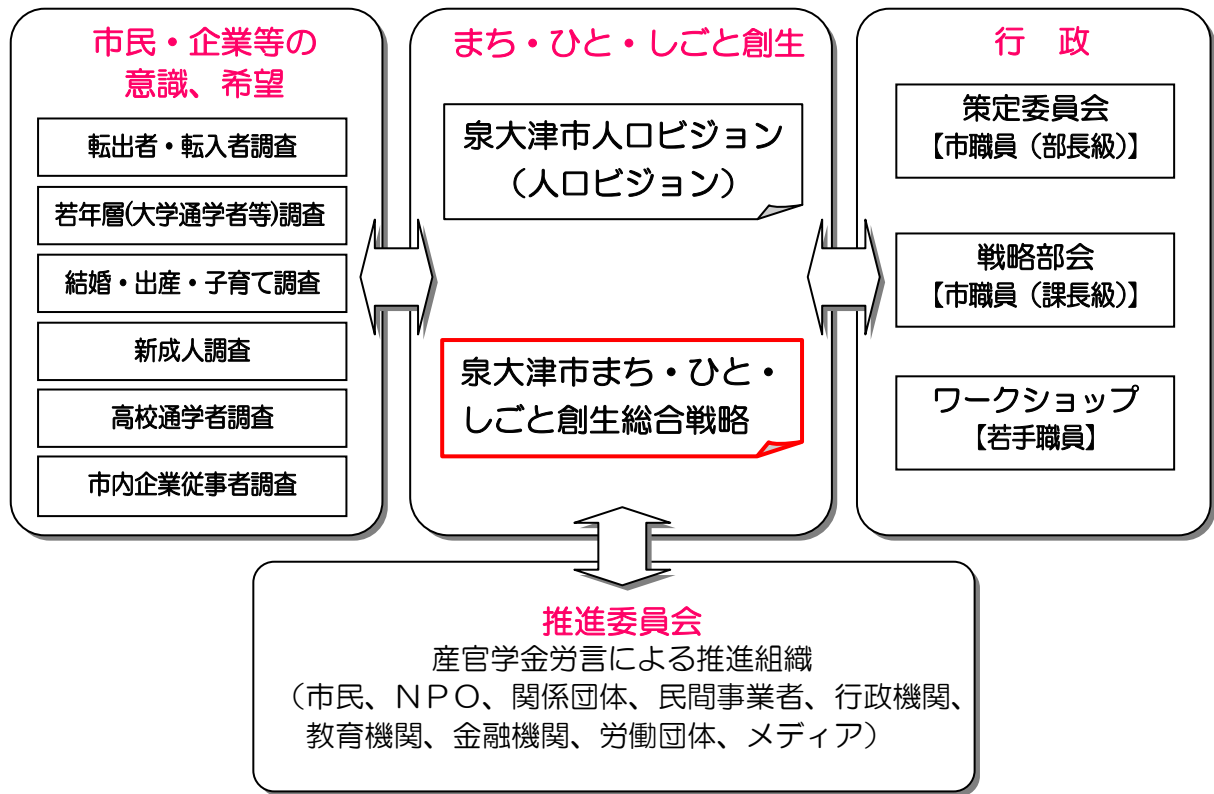 市民・企業等の
意識、希望
転出者・転入者調査
若年層(大学通学者等)調査
結婚・出産・子育て調査
新成人調査
高校通学者調査
市内企業従事者調査
まち・ひと・しごと創生
泉大津市人口ビジョン
（人口ビジョン）
泉大津市まち・ひと・
しごと創生総合戦略
行　政
策定委員会
【市職員（部長級）】
戦略部会
【市職員（課長級）】
ワークショップ
【若手職員】
推進委員会
産官学金労言による推進組織
（市民、ＮＰＯ、関係団体、民間事業者、行政機関、
教育機関、金融機関、労働団体、メディア）